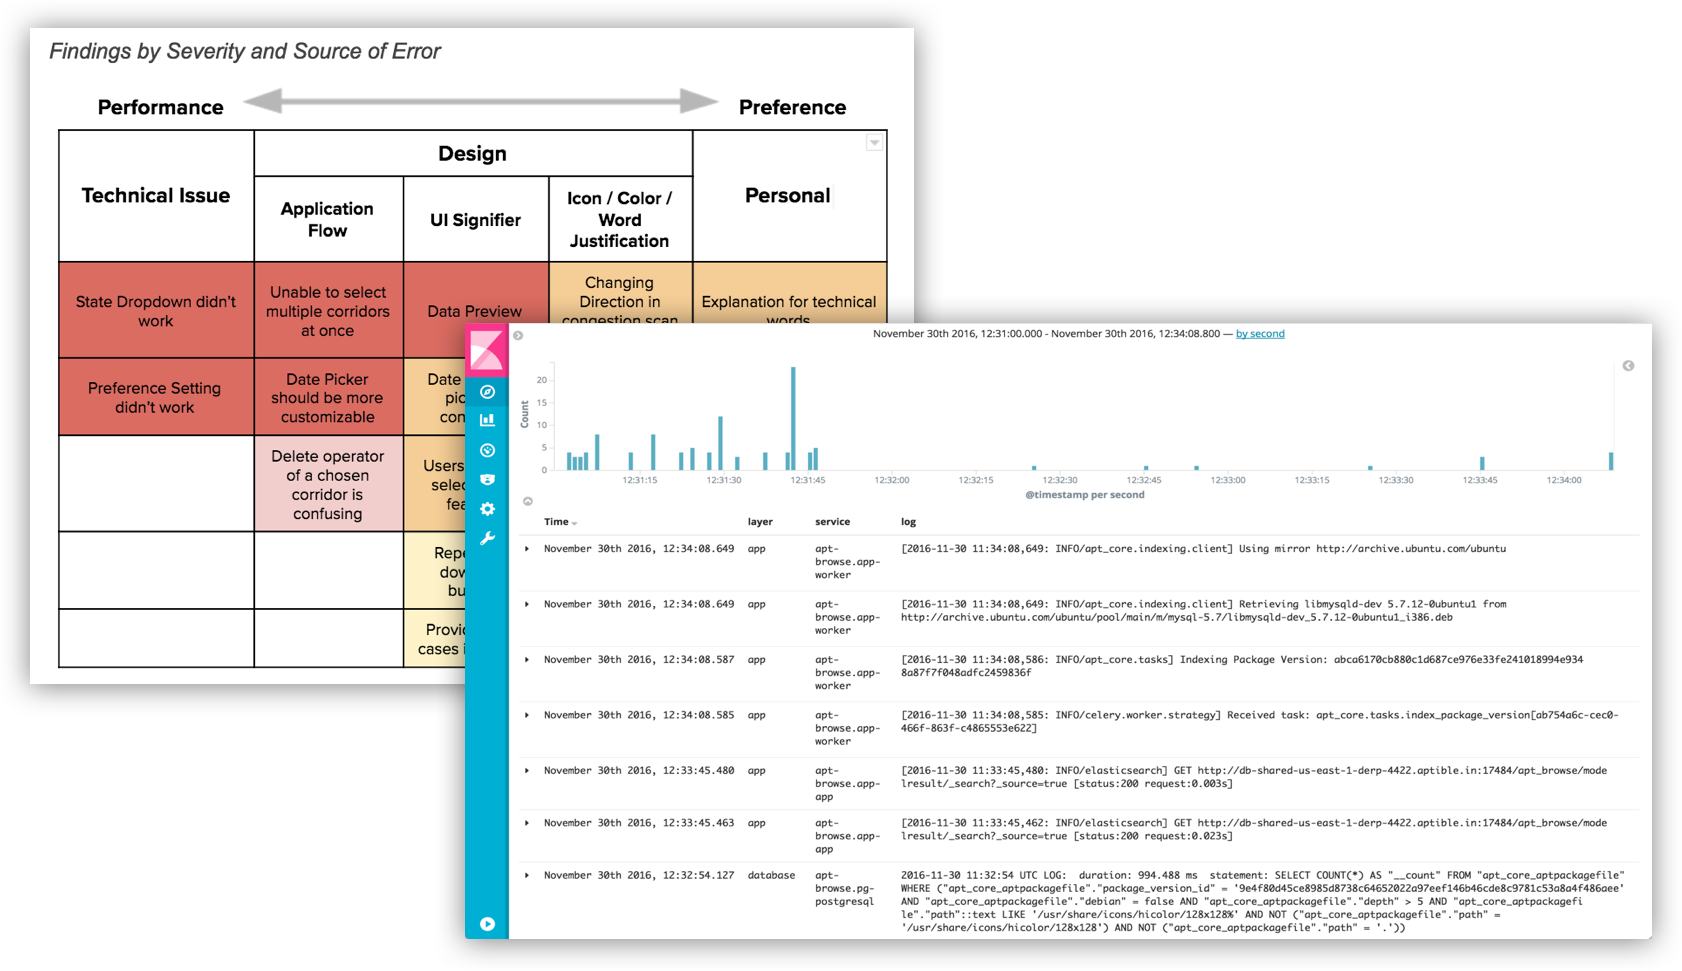 Findings by Severity and Source of Error
Performance
Preference
Technical Issue
Design
Personal
Application
Flow
UI Signifier
Icon / Color /
Word
Justification
State Dropdown didn't
work
Unable to select
multiple corridors
at once
Data Preview
Changing
Direction in
congestion scan
Explanation for technical
words
Preference Setting
didn't work
Date Picker
should be more
customizable
Date
Delete operator
of a chosen
corridor is
confusing
Users
cases
November 30th 2016, 12:31:00.000 - November 30th 2016, 12:34:08.800 — by second
Count
20
15
10
5
0
12:31:15 12:31:30 12:31:45 12:32:00 12:32:15 12:32:30 12:32:45 12:33:00 12:33:15 12:33:30 12:33:45 12:34:00
@timestamp per second
Time layer service log
November 30th 2016, 12:34:08.649 app apt-browse.app-worker [2016-11-30 11:34:08,649: INFO/apt_core.indexing.client] Using mirror http://archive.ubuntu.com/ubuntu
November 30th 2016, 12:34:08.649 app apt-browse.app-worker [2016-11-30 11:34:08,649: INFO/apt_core.indexing.client] Retrieving libmysqld-dev 5.7.12-0ubuntu1 from
http://archive.ubuntu.com/ubuntu/pool/main/m/mysql-5.7/libmysqld-dev_5.7.12-0ubuntu1_i386.deb
November 30th 2016, 12:34:08.587 app apt-browse.app-worker [2016-11-30 11:34:08,586: INFO/apt_core.tasks] Indexing Package Version: abca6170cb880c1d687ce976e33fe241018994e934
8a87f7f048adfc2459836f
November 30th 2016, 12:34:08.585 app apt-browse.app-worker [2016-11-30 11:34:08,585: INFO/celery.worker.strategy] Received task: apt_core.tasks.index_package_version[ab754a6c-cec0-
466f-863f-c4865553e622]
November 30th 2016, 12:33:45.480 app apt-browse.app-app [2016-11-30 11:33:45,480: INFO/elasticsearch] GET http://db-shared-us-east-1-derp-4422.aptible.in:17484/apt_browse/mode
lresult/_search?_source=true [status:200 request:0.003s]
November 30th 2016, 12:33:45.463 app apt-browse.app-app [2016-11-30 11:33:45,462: INFO/elasticsearch] GET http://db-shared-us-east-1-derp-4422.aptible.in:17484/apt_browse/mode
lresult/_search?_source=true [status:200 request:0.023s]
November 30th 2016, 12:32:54.127 database apt-browse.pg-postgresql 2016-11-30 11:32:54 UTC LOG: duration: 994.488 ms statement: SELECT COUNT(*) AS "__count" FROM "apt_core_aptpackagefile"
WHERE ("apt_core_aptpackagefile"."package_version_id" = '9e4f80d45ce8985d8738c64652022a97eef146b46cde8c9781c53a8a4f486aee'
AND "apt_core_aptpackagefile"."debian" = false AND "apt_core_aptpackagefile"."depth" > 5 AND "apt_core_aptpackagefi
le"."path"::text LIKE '/usr/share/icons/hicolor/128x128%' AND NOT ("apt_core_aptpackagefile"."path" =
'/usr/share/icons/hicolor/128x128') AND NOT ("apt_core_aptpackagefile"."path" = '.'))